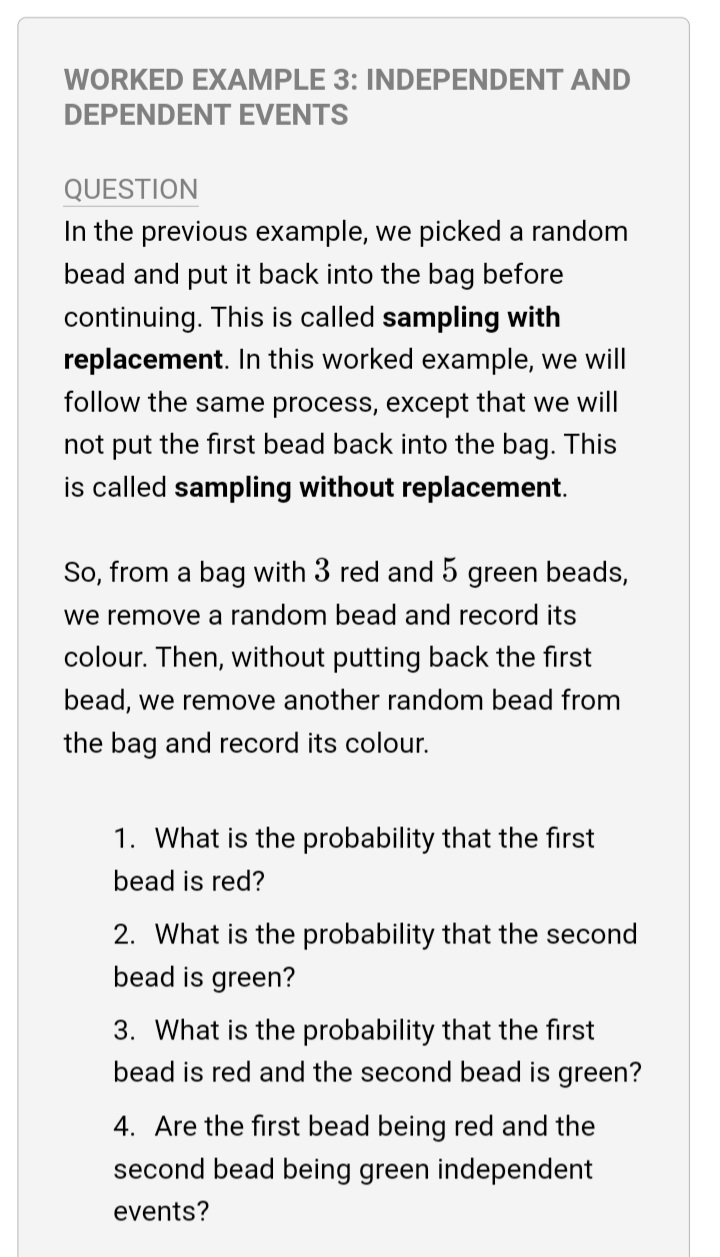 WORKED EXAMPLE 3: INDEPENDENT AND
DEPENDENT EVENTS
QUESTION
In the previous example, we picked a random
bead and put it back into the bag before
continuing. This is called sampling with
replacement. In this worked example, we will
follow the same process, except that we will
not put the first bead back into the bag. This
is called sampling without replacement.
So, from a bag with 3 red and 5 green beads,
we remove a random bead and record its
colour. Then, without putting back the first
bead, we remove another random bead from
the bag and record its colour.
1. What is the probability that the first
bead is red?
2. What is the probability that the second
bead is green?
3. What is the probability that the first
bead is red and the second bead is green?
4. Are the first bead being red and the
second bead being green independent
events?